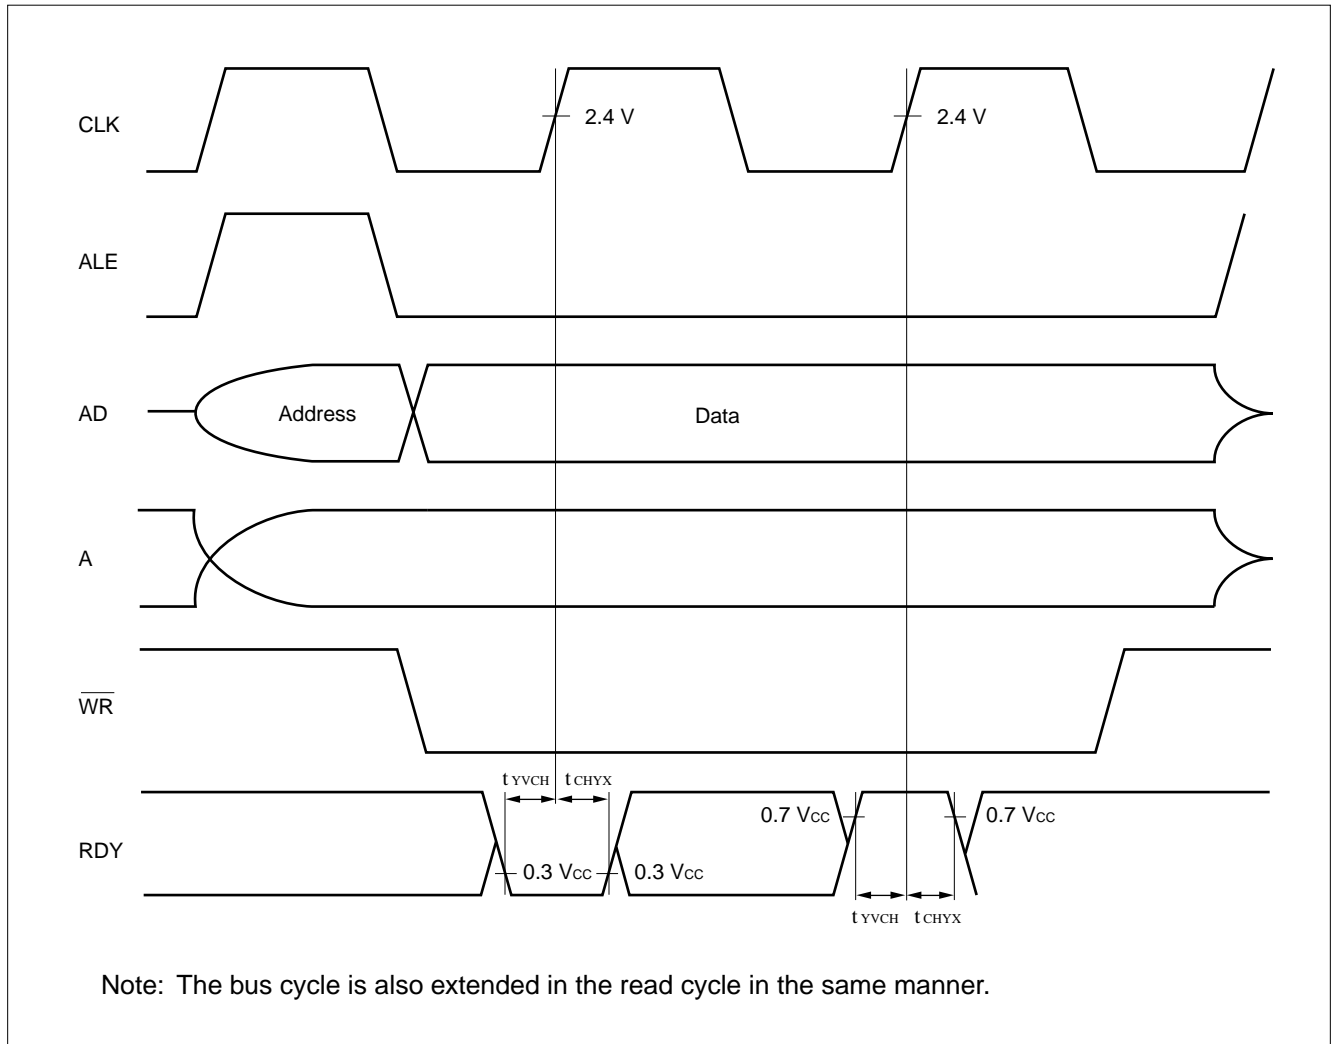 CLK
2.4 V
2.4 V
ALE
AD
Address
Data
A
WR
t YVCH
t CHYX
RDY
0.7 VCC
0.7 VCC
0.3 VCC
0.3 VCC
t YVCH
t CHYX
Note: The bus cycle is also extended in the read cycle in the same manner.